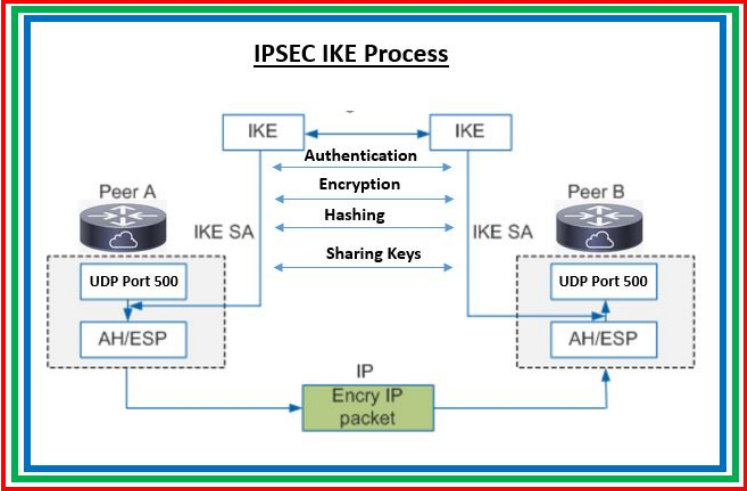 IPSEC IKE Process
IKE
IKE
Authentication
Encryption
Hashing
Sharing Keys
Peer A
Peer B
IKE SA
IKE SA
UDP Port 500
AH/ESP
UDP Port 500
AH/ESP
IP
Encry IP
packet